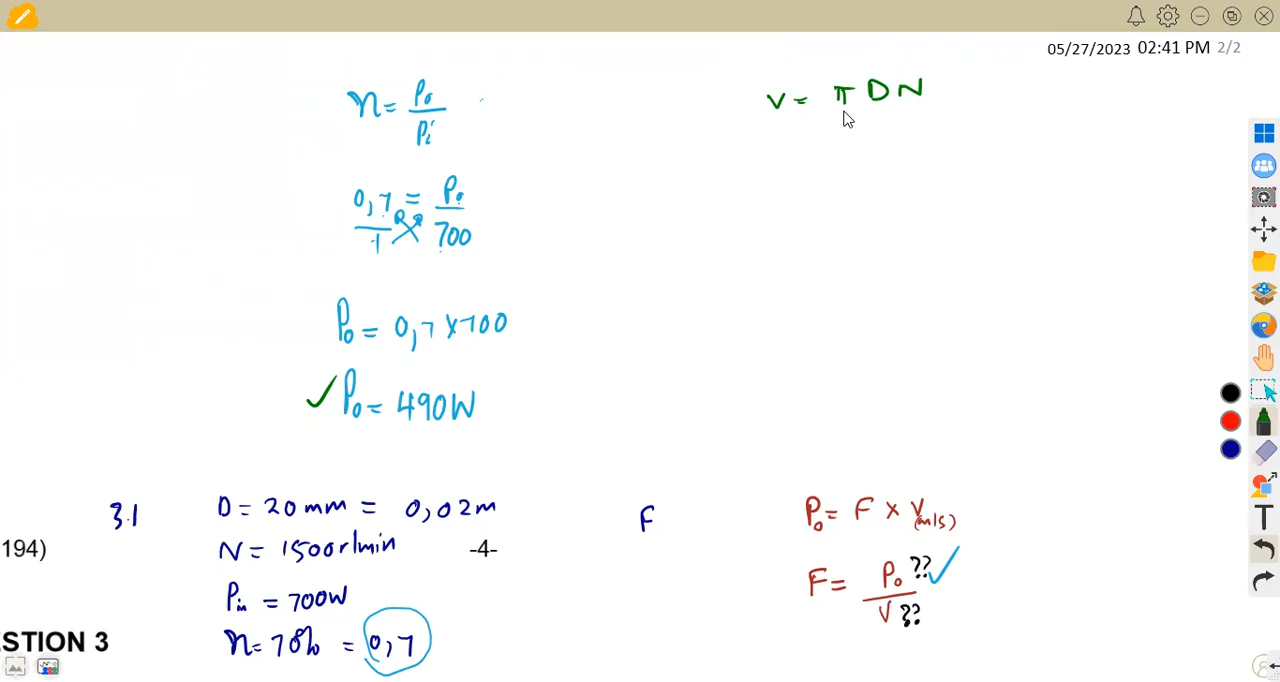 05/27/2023 02:41 PM 2/2
η = Po / Pi
v = π D N
0,7 / 1 = Po / 700
Po = 0,7 x 700
Po = 490W
3.1
D = 20 mm = 0,02m
N = 1500r/min
Pin = 700W
η = 70% = 0,7
F
Po = F x V(m/s)
F = Po ?? / V ??
194)
-4-
STION 3
T